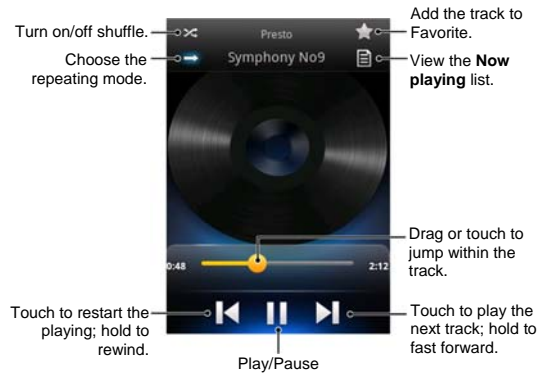 Turn on/off shuffle.
Choose the
repeating mode.
Presto
Symphony No9
Add the track to
Favorite.
View the Now
playing list.
Drag or touch to
jump within the
track.
0:48
2:12
Touch to restart the
playing; hold to
rewind.
Play/Pause
Touch to play the
next track; hold to
fast forward.